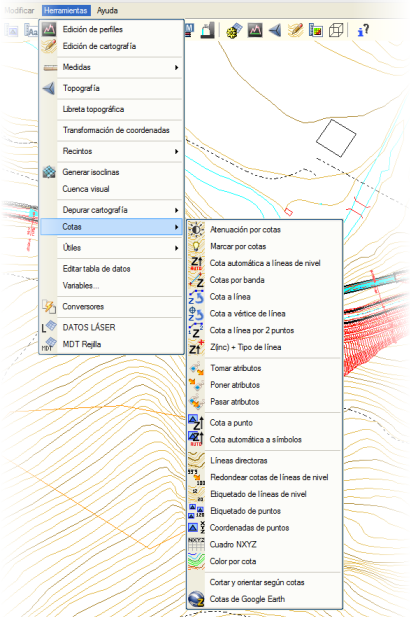 Modificar Herramientas Ayuda
Edición de perfiles
Edición de cartografía
Medidas
Topografía
Libreta topográfica
Transformación de coordenadas
Recintos
Generar isoclinas
Cuenca visual
Depurar cartografía
Cotas
Útiles
Editar tabla de datos
Variables...
Conversores
DATOS LÁSER
MDT Rejilla
Atenuación por cotas
Marcar por cotas
Cota automática a líneas de nivel
Cotas por banda
Cota a línea
Cota a vértice de línea
Cota a línea por 2 puntos
Z(inc) + Tipo de línea
Tomar atributos
Poner atributos
Pasar atributos
Cota a punto
Cota automática a símbolos
Líneas directoras
Redondear cotas de líneas de nivel
Etiquetado de líneas de nivel
Etiquetado de puntos
Coordenadas de puntos
Cuadro NXYZ
Color por cota
Cortar y orientar según cotas
Cotas de Google Earth